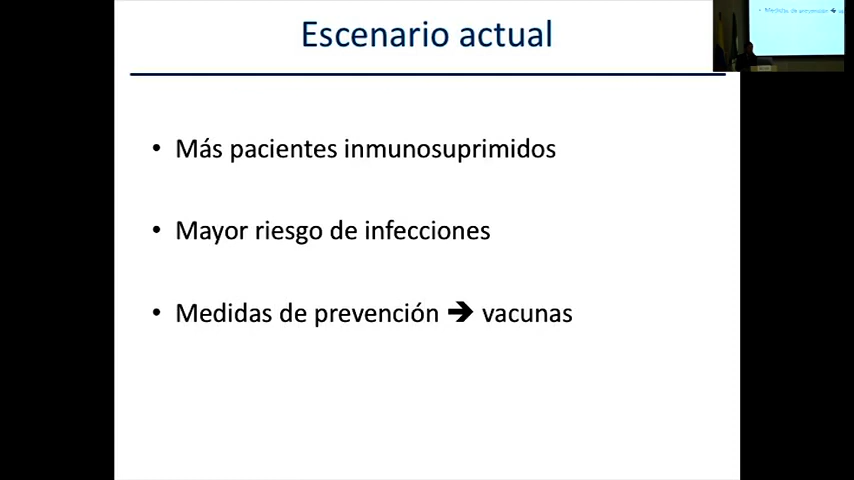 Escenario actual
• Más pacientes inmunosuprimidos
• Mayor riesgo de infecciones
• Medidas de prevención ➔ vacunas